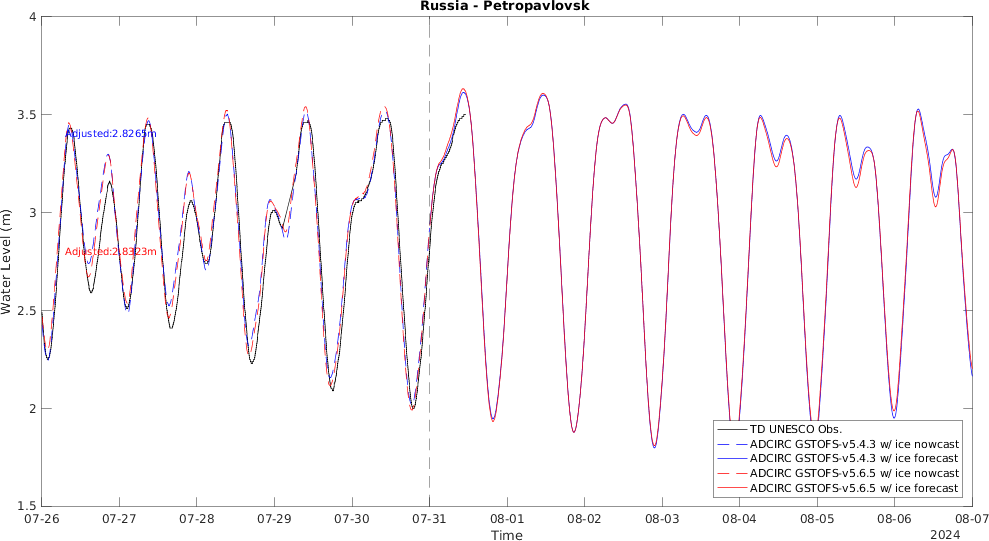 Russia - Petropavlovsk
4
3.5
3
2.5
2
1.5
Water Level (m)
Adjusted:2.8265m
Adjusted:2.8323m
TD UNESCO Obs.
ADCIRC GSTOFS-v5.4.3 w/ ice nowcast
ADCIRC GSTOFS-v5.4.3 w/ ice forecast
ADCIRC GSTOFS-v5.6.5 w/ ice nowcast
ADCIRC GSTOFS-v5.6.5 w/ ice forecast
07-26 07-27 07-28 07-29 07-30 07-31 08-01 08-02 08-03 08-04 08-05 08-06 08-07
Time
2024